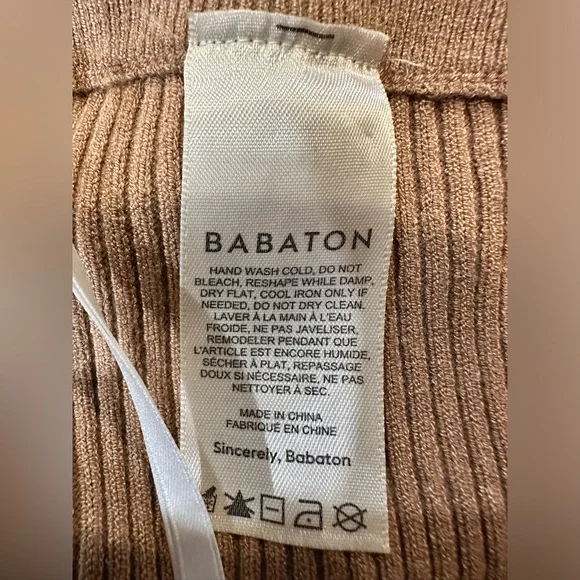 BABATON
HAND WASH COLD, DO NOT
BLEACH, RESHAPE WHILE DAMP,
DRY FLAT, COOL IRON ONLY IF
NEEDED, DO NOT DRY CLEAN.
LAVER À LA MAIN À L'EAU
FROIDE, NE PAS JAVELISER,
REMODELER PENDANT QUE
L'ARTICLE EST ENCORE HUMIDE,
SÉCHER À PLAT, REPASSAGE
DOUX SI NÉCESSAIRE, NE PAS
NETTOYER À SEC.
MADE IN CHINA
FABRIQUÉ EN CHINE
Sincerely, Babaton